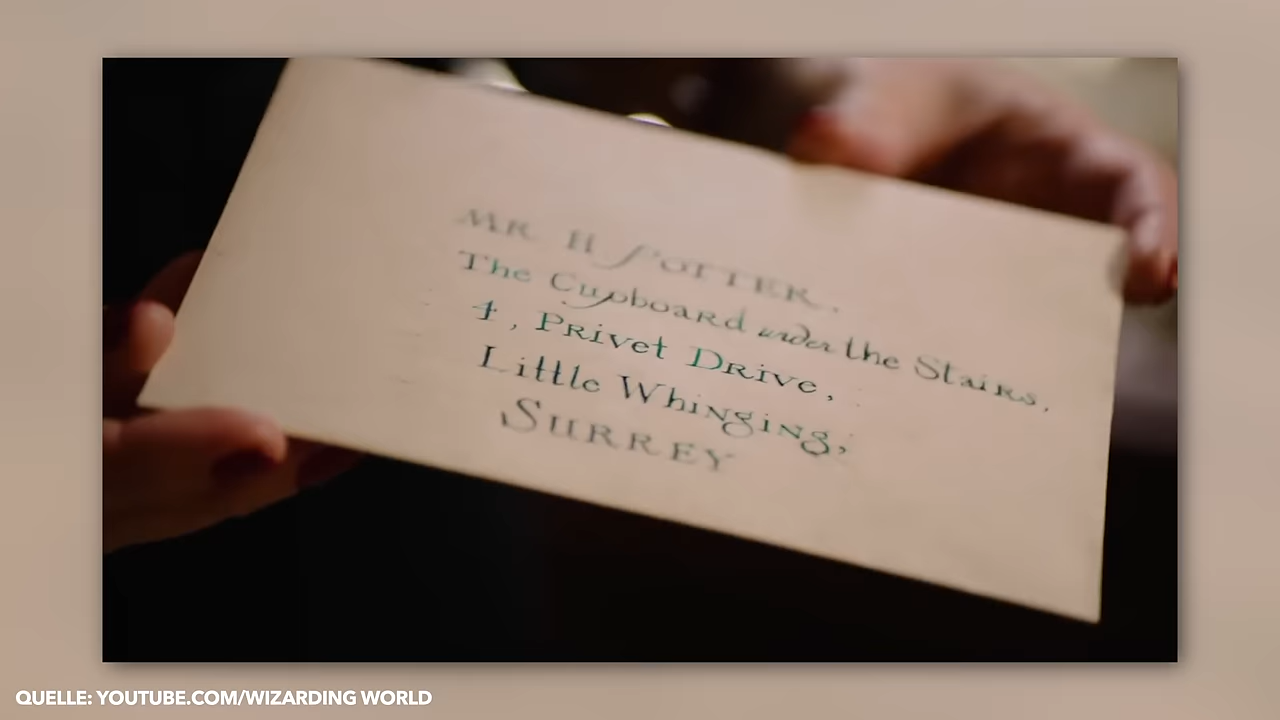 Mr. H. Potter,
The Cupboard under the Stairs,
4, Privet Drive,
Little Whinging,
Surrey
QUELLE: YOUTUBE.COM/WIZARDING WORLD